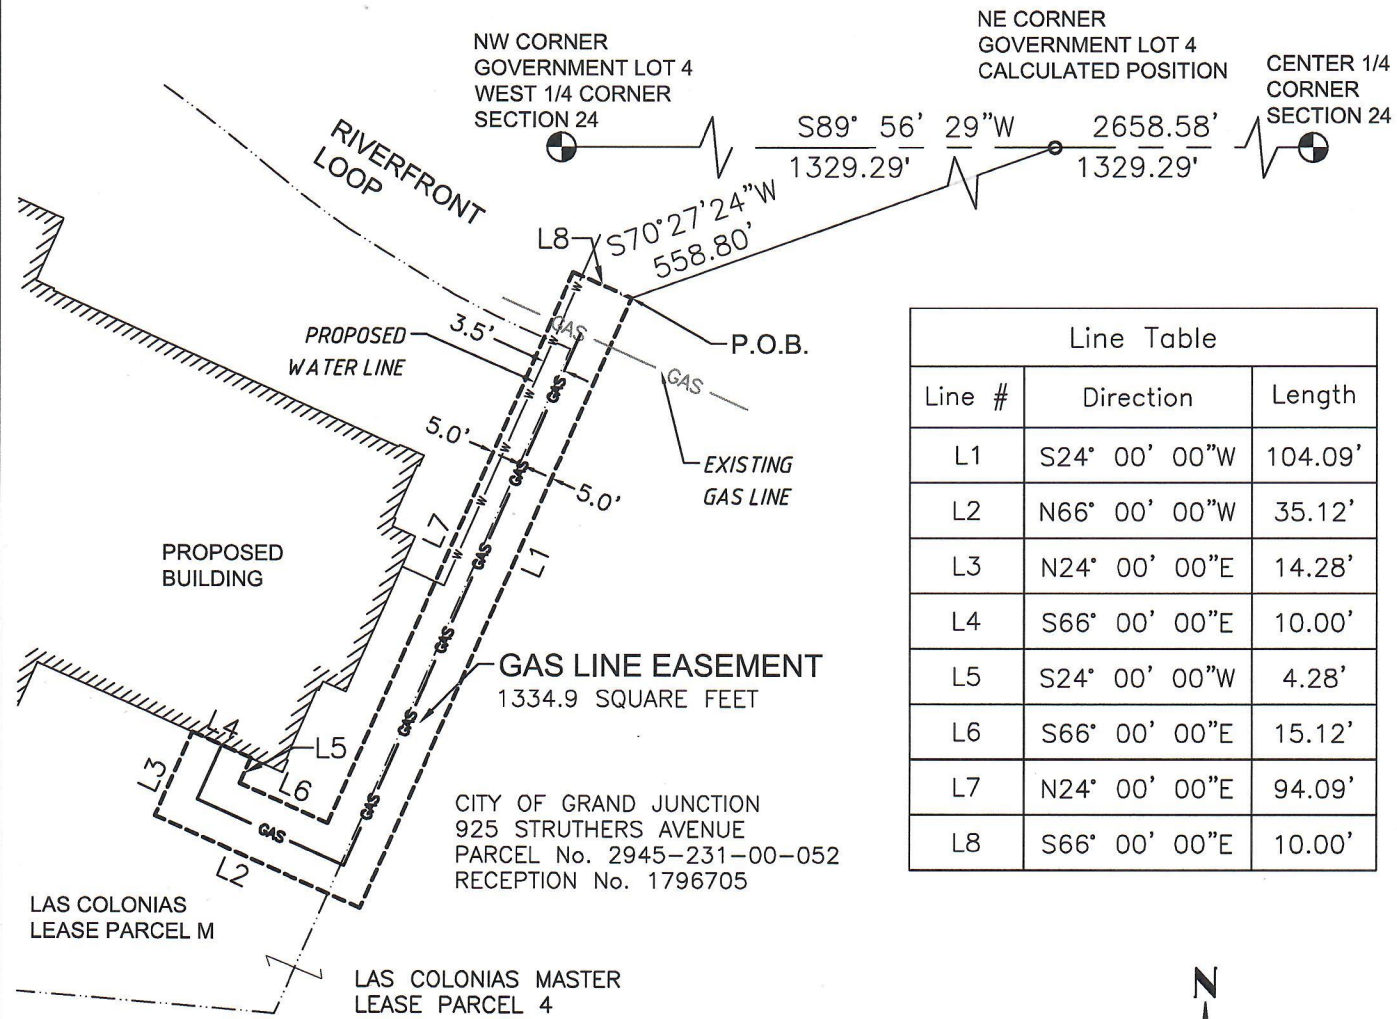 NW CORNER
GOVERNMENT LOT 4
WEST 1/4 CORNER
SECTION 24
NE CORNER
GOVERNMENT LOT 4
CALCULATED POSITION
CENTER 1/4
CORNER
SECTION 24
S89° 56' 29"W
2658.58'
1329.29'
1329.29'
RIVERFRONT
LOOP
S70°27'24"W
558.80'
L8
P.O.B.
GAS
GAS
PROPOSED
WATER LINE
3.5'
W
W
W
W
W
W
5.0'
5.0'
EXISTING
GAS LINE
GAS
GAS
GAS
GAS
GAS
GAS
GAS
L7
L1
PROPOSED
BUILDING
GAS LINE EASEMENT
1334.9 SQUARE FEET
L4
L5
L3
L6
L2
CITY OF GRAND JUNCTION
925 STRUTHERS AVENUE
PARCEL No. 2945-231-00-052
RECEPTION No. 1796705
LAS COLONIAS
LEASE PARCEL M
LAS COLONIAS MASTER
LEASE PARCEL 4
Line Table
Line # Direction Length
L1 S24° 00' 00"W 104.09'
L2 N66° 00' 00"W 35.12'
L3 N24° 00' 00"E 14.28'
L4 S66° 00' 00"E 10.00'
L5 S24° 00' 00"W 4.28'
L6 S66° 00' 00"E 15.12'
L7 N24° 00' 00"E 94.09'
L8 S66° 00' 00"E 10.00'
N